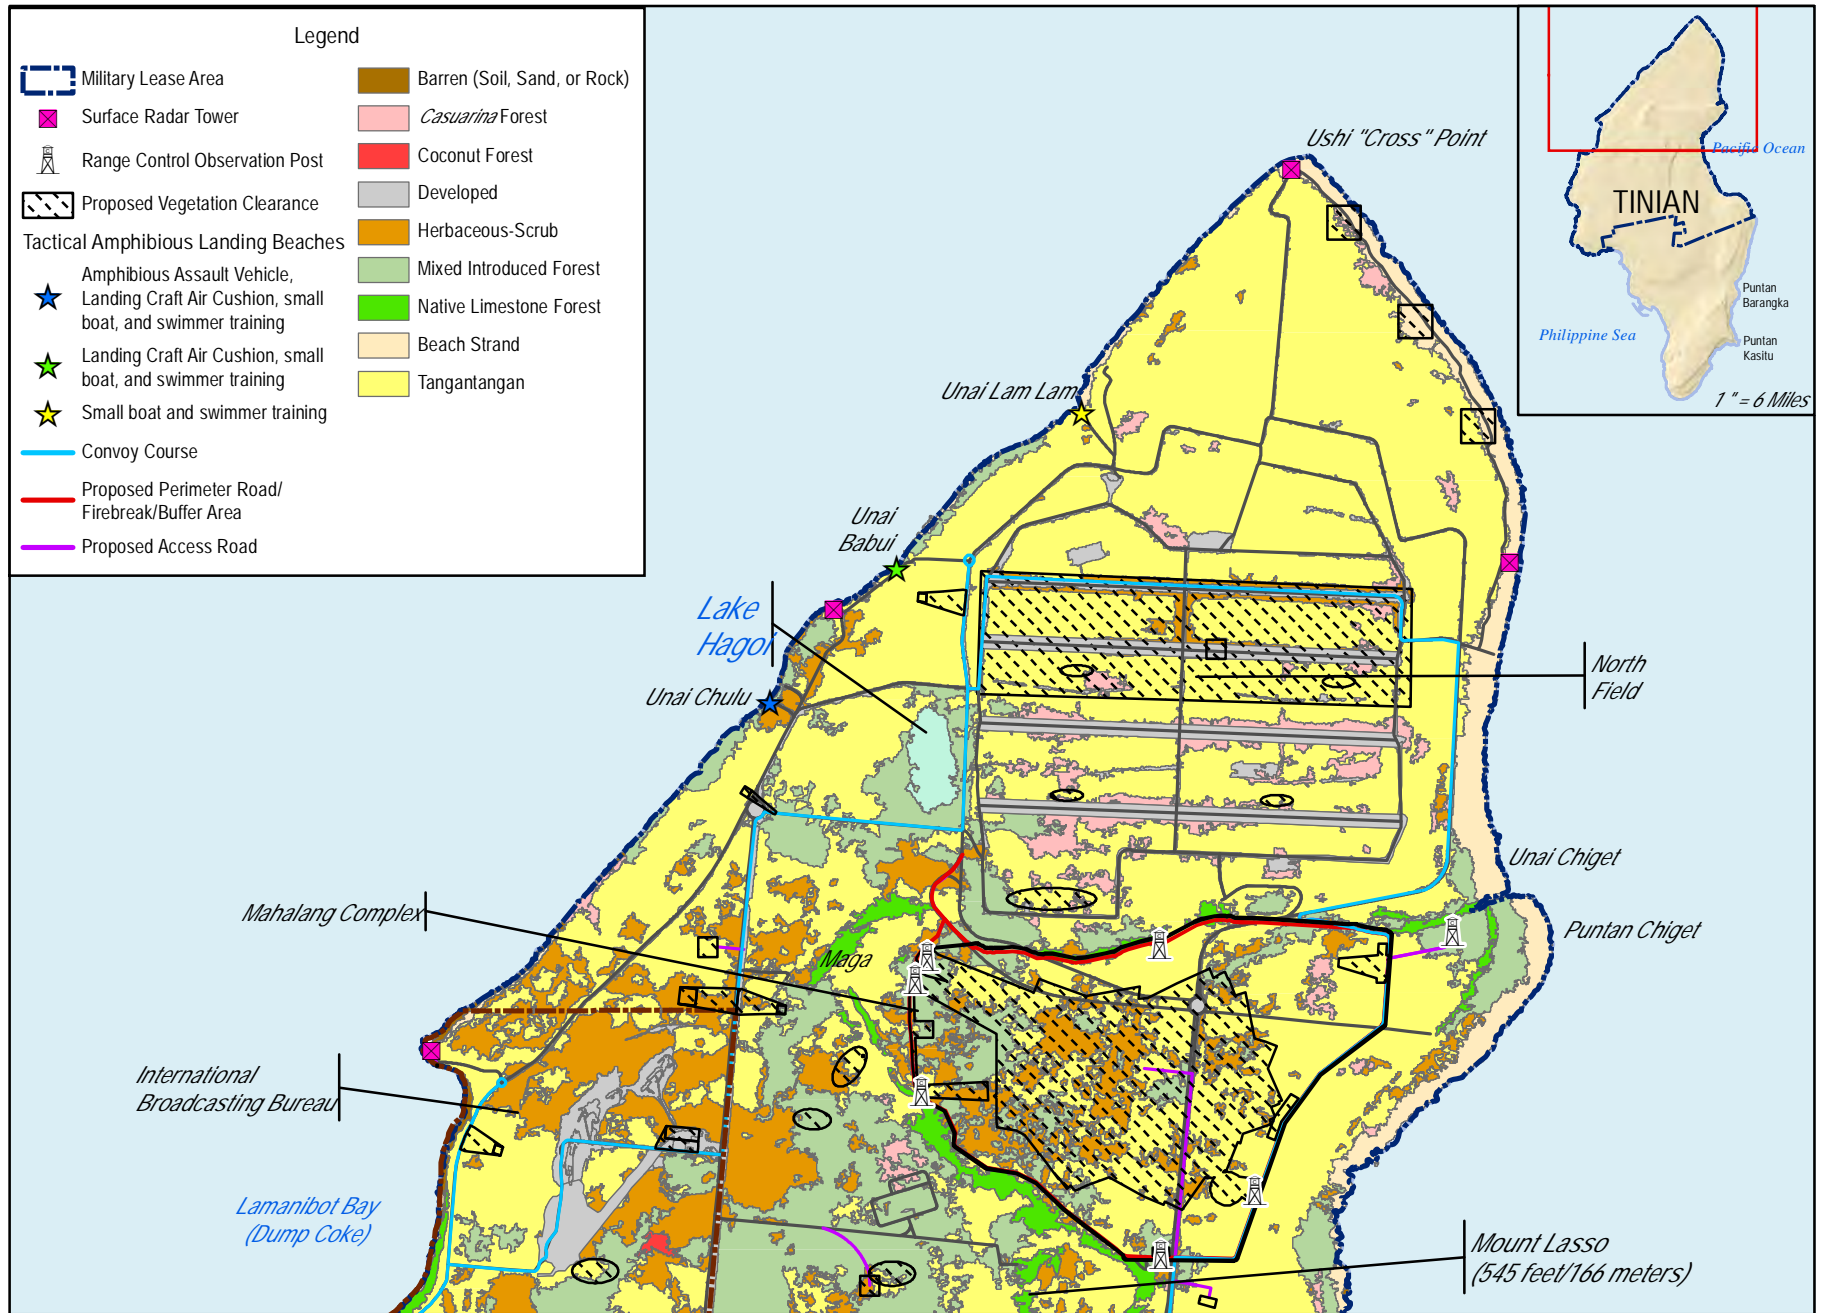 Legend
Military Lease Area
Surface Radar Tower
Range Control Observation Post
Proposed Vegetation Clearance
Tactical Amphibious Landing Beaches
Amphibious Assault Vehicle,
Landing Craft Air Cushion, small
boat, and swimmer training
Landing Craft Air Cushion, small
boat, and swimmer training
Small boat and swimmer training
Convoy Course
Proposed Perimeter Road/
Firebreak/Buffer Area
Proposed Access Road
Barren (Soil, Sand, or Rock)
Casuarina Forest
Coconut Forest
Developed
Herbaceous-Scrub
Mixed Introduced Forest
Native Limestone Forest
Beach Strand
Tangantangan
Pacific Ocean
TINIAN
Puntan
Barangka
Philippine Sea
Puntan
Kasitu
1 " = 6 Miles
Ushi "Cross" Point
Unai Lam Lam
Unai
Babui
Lake
Hagoi
Unai Chulu
North
Field
Unai Chiget
Puntan Chiget
Mahalang Complex
Maga
International
Broadcasting Bureau
Lamanibot Bay
(Dump Coke)
Mount Lasso
(545 feet/166 meters)